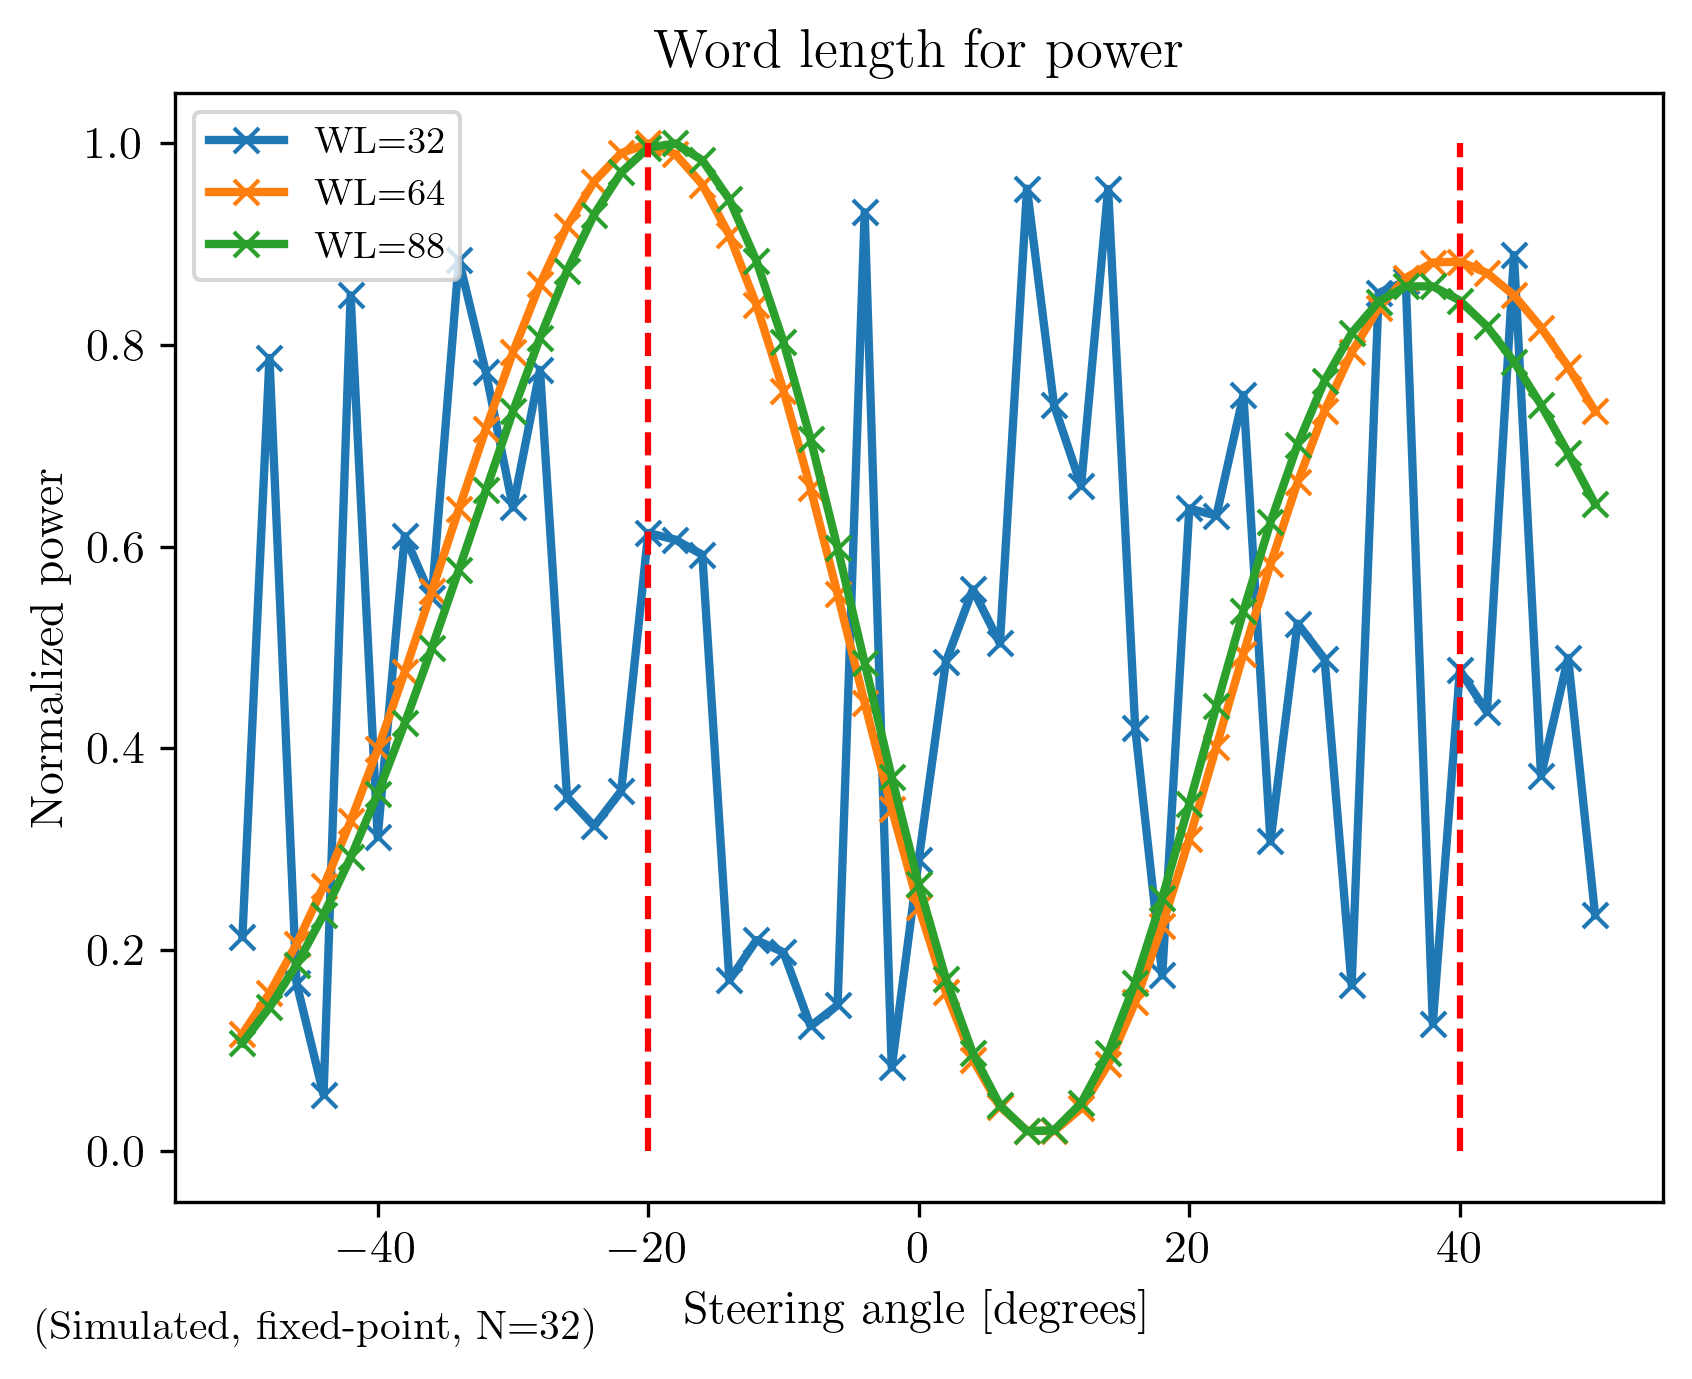 Word length for power
WL=32
WL=64
WL=88
Normalized power
1.0
0.8
0.6
0.4
0.2
0.0
−40
−20
0
20
40
Steering angle [degrees]
(Simulated, fixed-point, N=32)